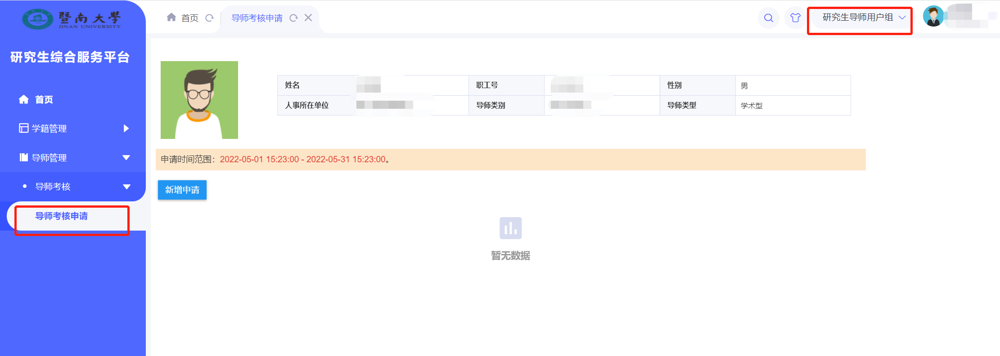 暨南大学
JINAN UNIVERSITY
研究生综合服务平台
首页
学籍管理
导师管理
导师考核
导师考核申请
首页
导师考核申请
研究生导师用户组
姓名
职工号
性别
男
人事所在单位
导师类别
导师类型
学术型
申请时间范围：2022-05-01 15:23:00 - 2022-05-31 15:23:00。
新增申请
暂无数据